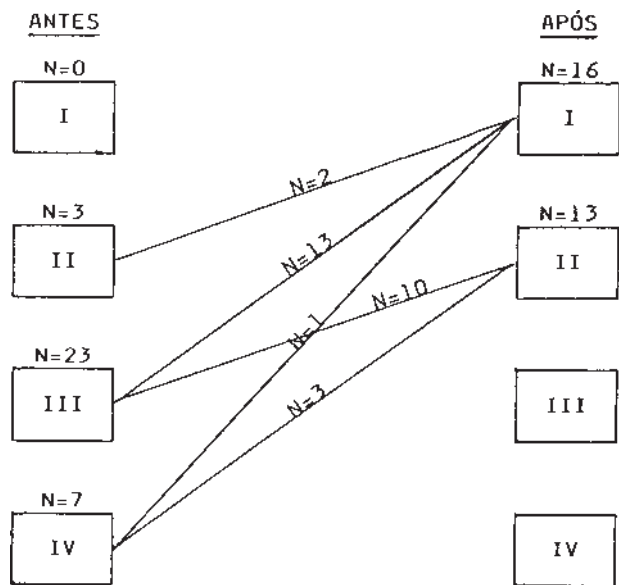 ANTES
APÓS
N=0
I
N=16
I
N=2
N=3
II
N=13
N=13
II
N=10
N=1
N=23
III
N=3
III
N=7
IV
IV